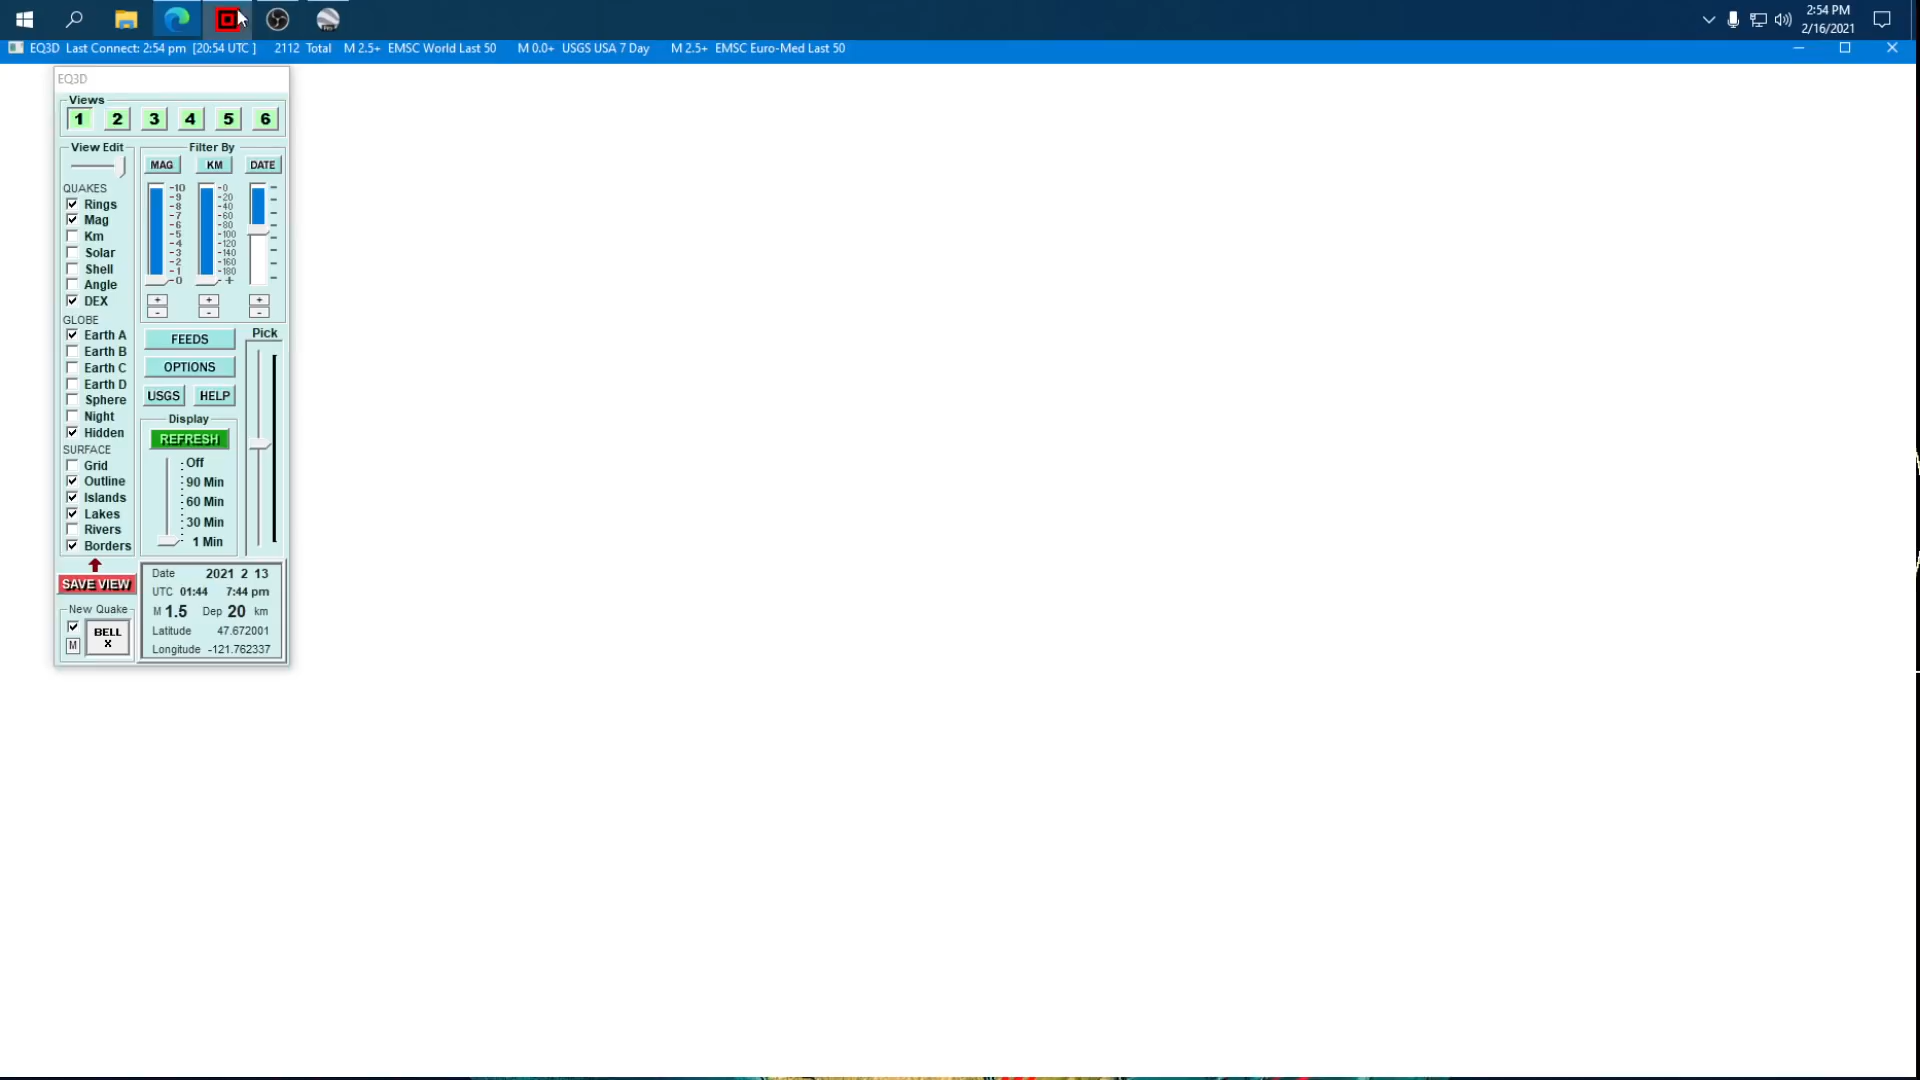 2:54 PM
2/16/2021
EQ3D Last Connect: 2:54 pm [20:54 UTC ] 2112 Total M 2.5+ EMSC World Last 50 M 0.0+ USGS USA 7 Day M 2.5+ EMSC Euro-Med Last 50
EQ3D
Views
1 2 3 4 5 6
View Edit
QUAKES
Rings
Mag
Km
Solar
Shell
Angle
DEX
GLOBE
Earth A
Earth B
Earth C
Earth D
Sphere
Night
Hidden
SURFACE
Grid
Outline
Islands
Lakes
Rivers
Borders
SAVE VIEW
New Quake
M
BELL
X
Filter By
MAG KM DATE
-10 -0
-9 -20
-8 -40
-7 -60
-6 -80
-5 -100
-4 -120
-3 -140
-2 -160
-1 -180
-0 -+
+ + +
- - -
FEEDS
OPTIONS
USGS HELP
Pick
Display
REFRESH
Off
90 Min
60 Min
30 Min
1 Min
Date 2021 2 13
UTC 01:44 7:44 pm
M 1.5 Dep 20 km
Latitude 47.672001
Longitude -121.762337